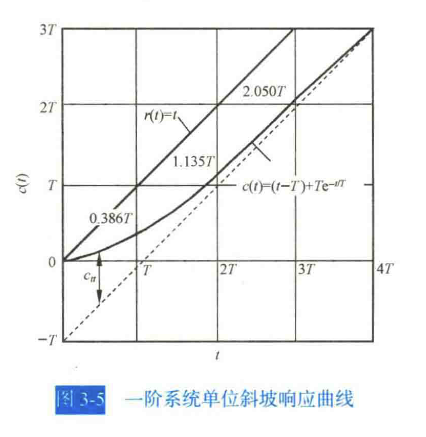 3T
2T
T
0
−T
c(t)
r(t)=t
2.050T
1.135T
0.386T
c(t)=(t−T)+Te^{−t/T}
c_{tt}
T
2T
3T
4T
t
图 3-5 一阶系统单位斜坡响应曲线